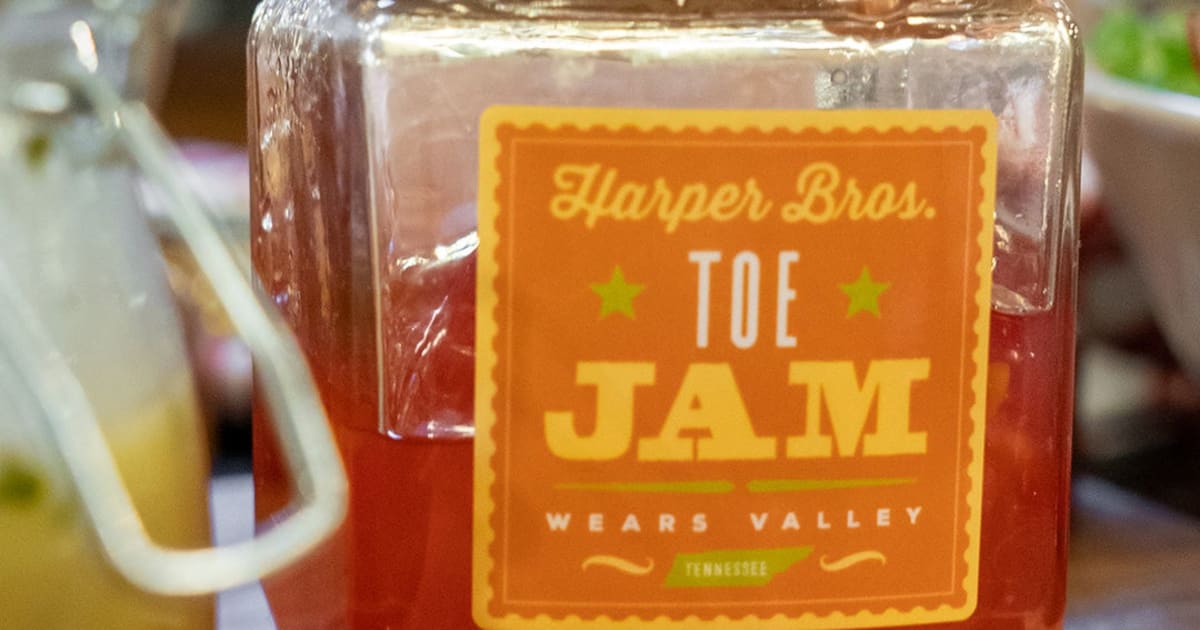 Harper Bros.
TOE
JAM
WEARS VALLEY
TENNESSEE